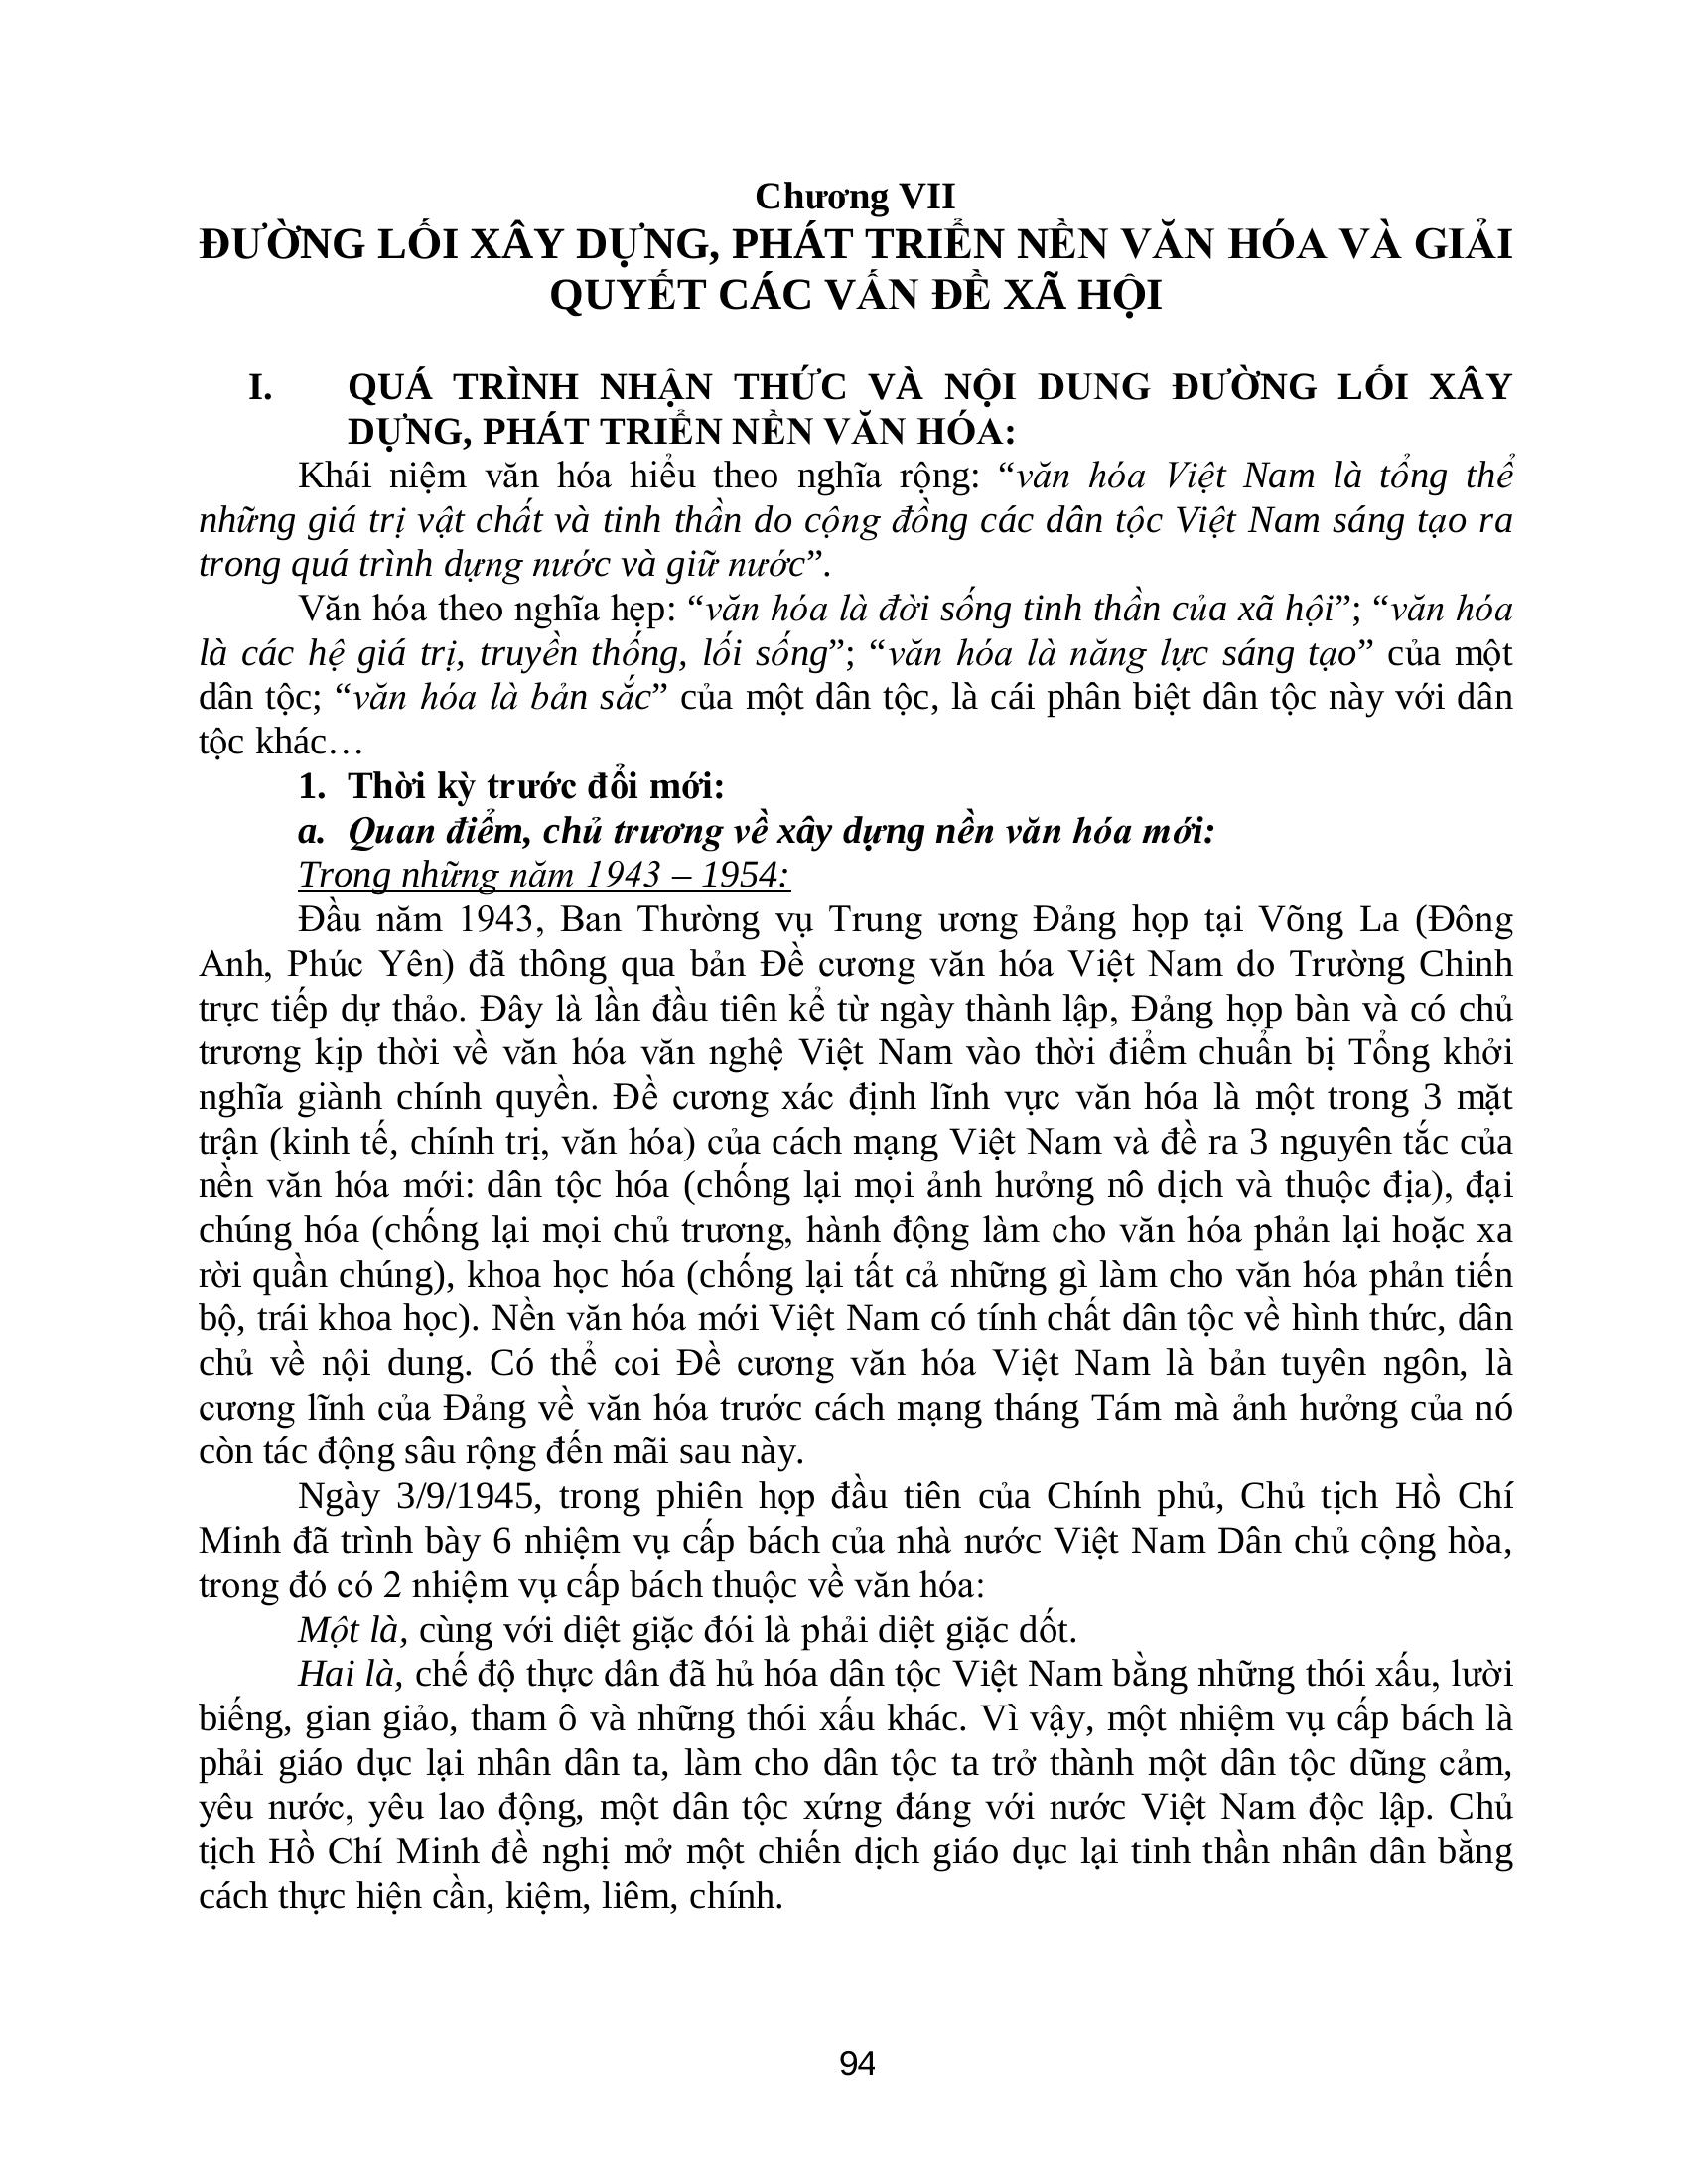 Chương VII
ĐƯỜNG LỐI XÂY DỰNG, PHÁT TRIỂN NỀN VĂN HÓA VÀ GIẢI
QUYẾT CÁC VẤN ĐỀ XÃ HỘI
I. QUÁ TRÌNH NHẬN THỨC VÀ NỘI DUNG ĐƯỜNG LỐI XÂY
DỰNG, PHÁT TRIỂN NỀN VĂN HÓA:
Khái niệm văn hóa hiểu theo nghĩa rộng: “văn hóa Việt Nam là tổng thể
những giá trị vật chất và tinh thần do cộng đồng các dân tộc Việt Nam sáng tạo ra
trong quá trình dựng nước và giữ nước”.
Văn hóa theo nghĩa hẹp: “văn hóa là đời sống tinh thần của xã hội”; “văn hóa
là các hệ giá trị, truyền thống, lối sống”; “văn hóa là năng lực sáng tạo” của một
dân tộc; “văn hóa là bản sắc” của một dân tộc, là cái phân biệt dân tộc này với dân
tộc khác…
1. Thời kỳ trước đổi mới:
a. Quan điểm, chủ trương về xây dựng nền văn hóa mới:
Trong những năm 1943 – 1954:
Đầu năm 1943, Ban Thường vụ Trung ương Đảng họp tại Võng La (Đông
Anh, Phúc Yên) đã thông qua bản Đề cương văn hóa Việt Nam do Trường Chinh
trực tiếp dự thảo. Đây là lần đầu tiên kể từ ngày thành lập, Đảng họp bàn và có chủ
trương kịp thời về văn hóa văn nghệ Việt Nam vào thời điểm chuẩn bị Tổng khởi
nghĩa giành chính quyền. Đề cương xác định lĩnh vực văn hóa là một trong 3 mặt
trận (kinh tế, chính trị, văn hóa) của cách mạng Việt Nam và đề ra 3 nguyên tắc của
nền văn hóa mới: dân tộc hóa (chống lại mọi ảnh hưởng nô dịch và thuộc địa), đại
chúng hóa (chống lại mọi chủ trương, hành động làm cho văn hóa phản lại hoặc xa
rời quần chúng), khoa học hóa (chống lại tất cả những gì làm cho văn hóa phản tiến
bộ, trái khoa học). Nền văn hóa mới Việt Nam có tính chất dân tộc về hình thức, dân
chủ về nội dung. Có thể coi Đề cương văn hóa Việt Nam là bản tuyên ngôn, là
cương lĩnh của Đảng về văn hóa trước cách mạng tháng Tám mà ảnh hưởng của nó
còn tác động sâu rộng đến mãi sau này.
Ngày 3/9/1945, trong phiên họp đầu tiên của Chính phủ, Chủ tịch Hồ Chí
Minh đã trình bày 6 nhiệm vụ cấp bách của nhà nước Việt Nam Dân chủ cộng hòa,
trong đó có 2 nhiệm vụ cấp bách thuộc về văn hóa:
Một là, cùng với diệt giặc đói là phải diệt giặc dốt.
Hai là, chế độ thực dân đã hủ hóa dân tộc Việt Nam bằng những thói xấu, lười
biếng, gian giảo, tham ô và những thói xấu khác. Vì vậy, một nhiệm vụ cấp bách là
phải giáo dục lại nhân dân ta, làm cho dân tộc ta trở thành một dân tộc dũng cảm,
yêu nước, yêu lao động, một dân tộc xứng đáng với nước Việt Nam độc lập. Chủ
tịch Hồ Chí Minh đề nghị mở một chiến dịch giáo dục lại tinh thần nhân dân bằng
cách thực hiện cần, kiệm, liêm, chính.
94